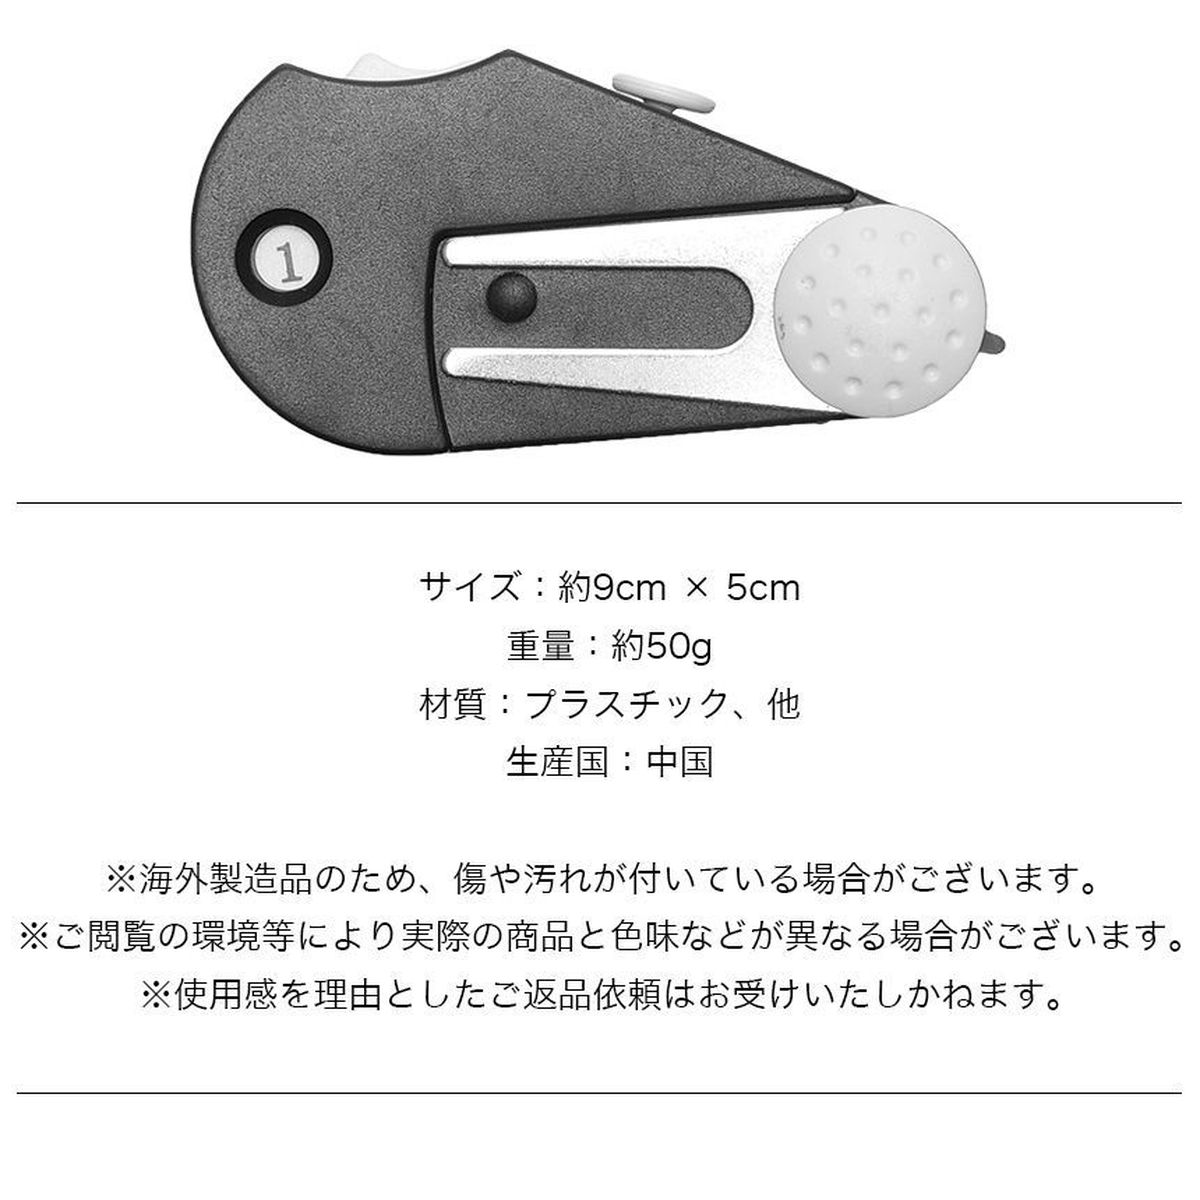 1
サイズ：約9cm × 5cm
重量：約50g
材質：プラスチック、他
生産国：中国
※海外製造品のため、傷や汚れが付いている場合がございます。
※ご閲覧の環境等により実際の商品と色味などが異なる場合がございます。
※使用感を理由としたご返品依頼はお受けいたしかねます。